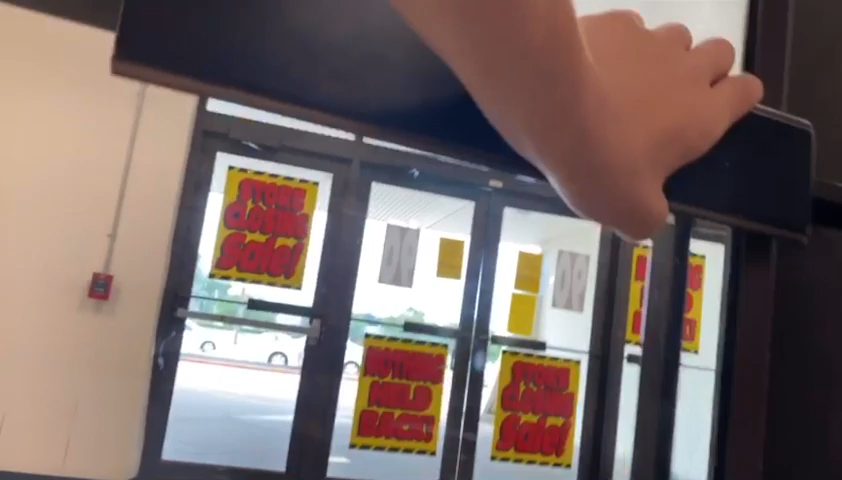 STORE
CLOSING
Sale!
NOTHING
HELD
BACK!
STORE
CLOSING
Sale!